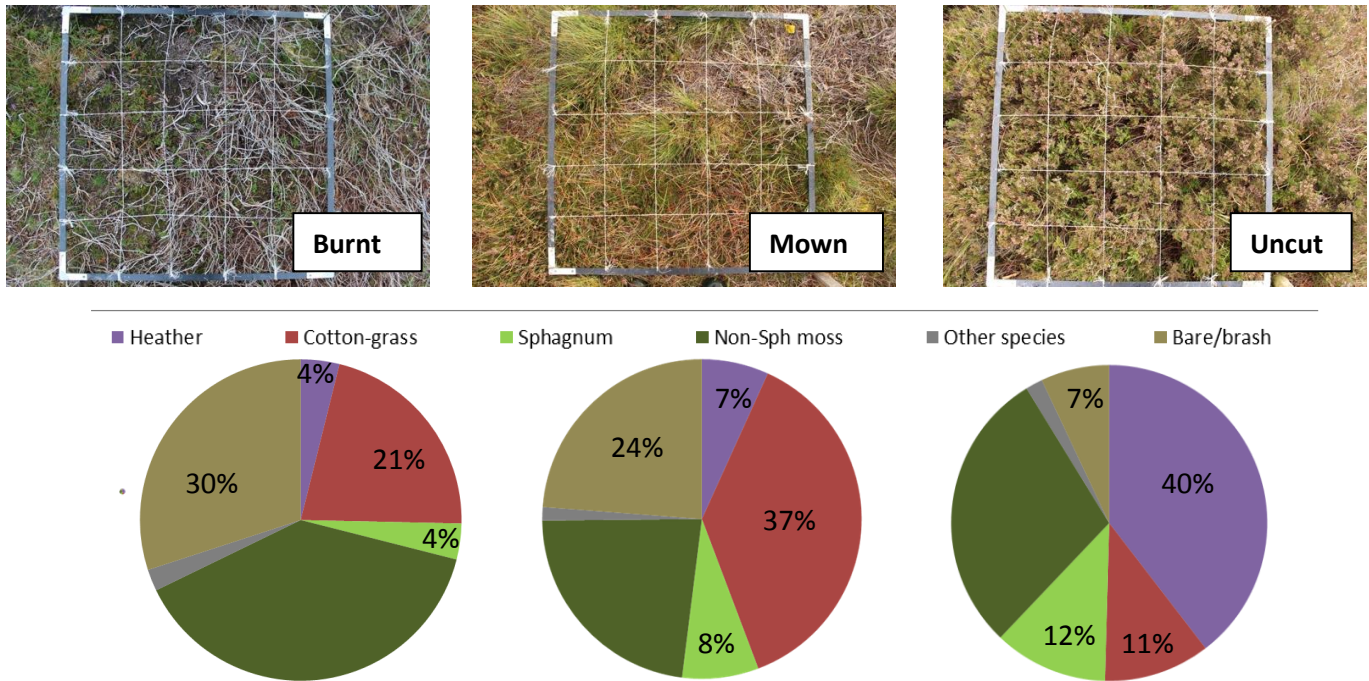 Burnt
Mown
Uncut
Heather
Cotton-grass
Sphagnum
Non-Sph moss
Other species
Bare/brash
4%
21%
4%
30%
7%
37%
8%
24%
40%
11%
12%
7%